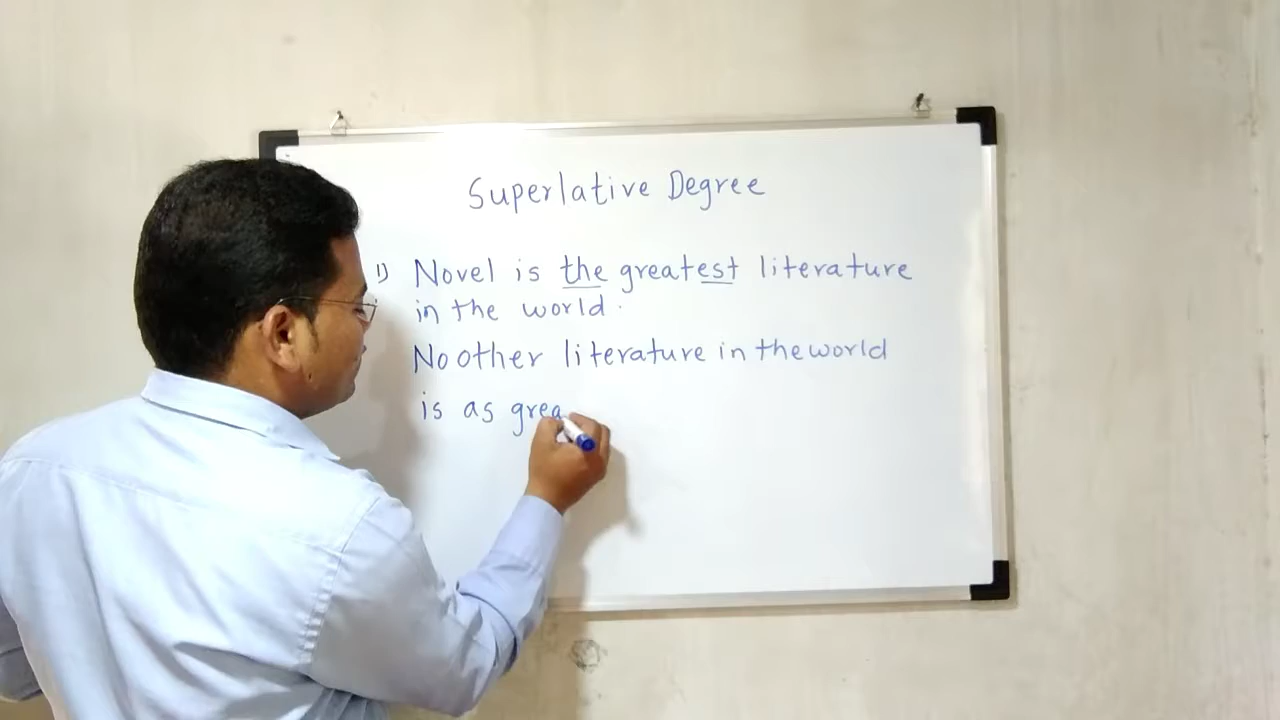 Superlative Degree
1) Novel is the greatest literature
in the world.
No other literature in the world
is as grea